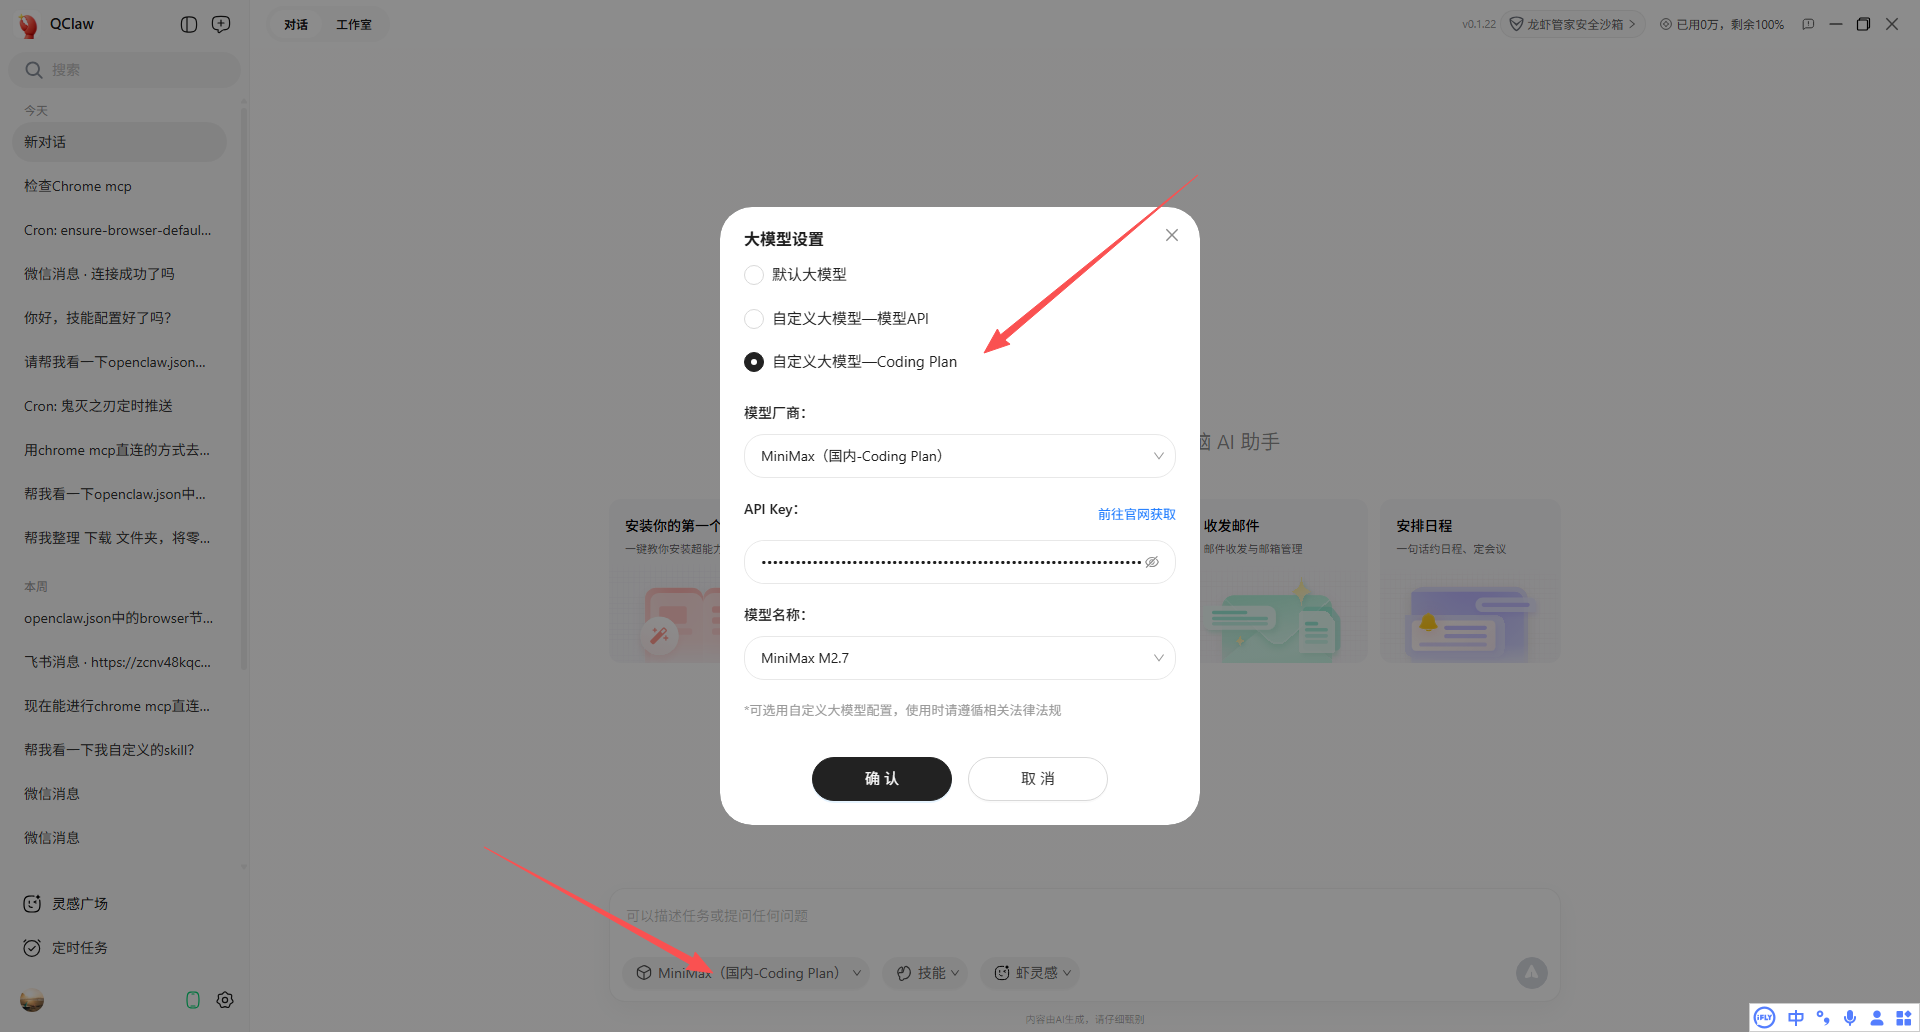 QClaw
对话
工作室
v0.1.22
龙虾管家安全沙箱
已用0万，剩余100%
搜索
今天
新对话
检查Chrome mcp
Cron: ensure-browser-defaul...
微信消息 · 连接成功了吗
你好，技能配置好了吗？
请帮我看一下openclaw.json...
Cron: 鬼灭之刃定时推送
用chrome mcp直连的方式去...
帮我看一下openclaw.json中...
帮我整理 下载 文件夹，将零...
本周
openclaw.json中的browser节...
飞书消息 · https://zcnv48kqc...
现在能进行chrome mcp直连...
帮我看一下我自定义的skill？
微信消息
微信消息
灵感广场
定时任务
大模型设置
默认大模型
自定义大模型—模型API
自定义大模型—Coding Plan
模型厂商：
MiniMax（国内-Coding Plan）
API Key：
前往官网获取
模型名称：
MiniMax M2.7
*可选用自定义大模型配置，使用时请遵循相关法律法规
确 认
取 消
AI 助手
安装你的第一个
一键教你安装超能力
收发邮件
邮件收发与邮箱管理
安排日程
一句话约日程、定会议
可以描述任务或提问任何问题
MiniMax（国内-Coding Plan）
技能
虾灵感
内容由AI生成，请仔细甄别
iFLY
中